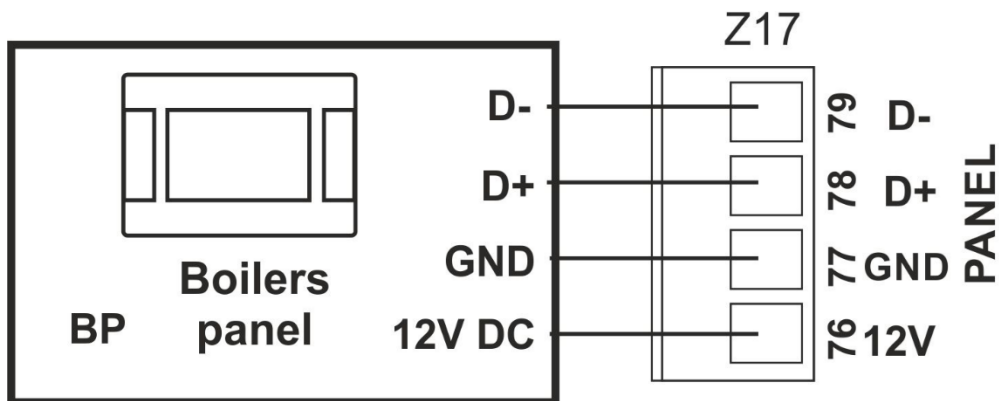 Z17
D- 79 D-
D+ 78 D+
GND 77 GND
12V DC 76 12V
Boilers
panel
BP
PANEL